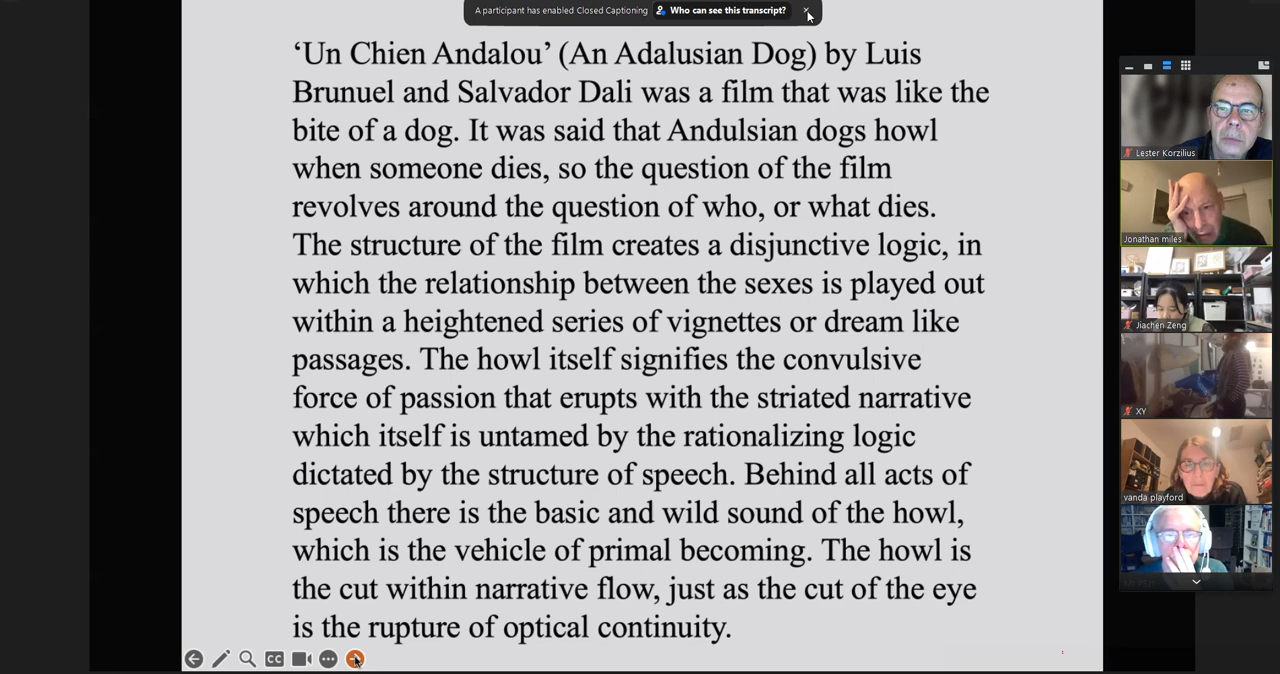 A participant has enabled Closed Captioning Who can see this transcript?
‘Un Chien Andalou’ (An Adalusian Dog) by Luis
Brunuel and Salvador Dali was a film that was like the
bite of a dog. It was said that Andulsian dogs howl
when someone dies, so the question of the film
revolves around the question of who, or what dies.
The structure of the film creates a disjunctive logic, in
which the relationship between the sexes is played out
within a heightened series of vignettes or dream like
passages. The howl itself signifies the convulsive
force of passion that erupts with the striated narrative
which itself is untamed by the rationalizing logic
dictated by the structure of speech. Behind all acts of
speech there is the basic and wild sound of the howl,
which is the vehicle of primal becoming. The howl is
the cut within narrative flow, just as the cut of the eye
is the rupture of optical continuity.
CC
Lester Korzilius
Jonathan miles
Jiachen Zeng
XY
vanda playford